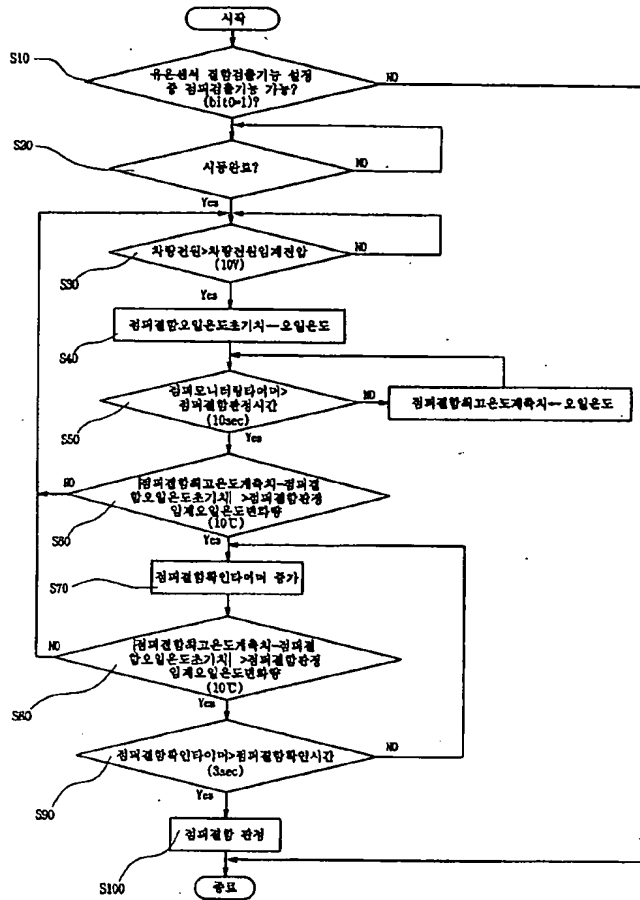 시작
S10
유온센서 결함검출기능 설정
중 점퍼검출기능 가능?
(bit0=1)?
NO
S20
시동완료?
NO
Yes
차량전원>차량전원임계전압
(10V)
NO
S30
Yes
점퍼결함오일온도초기치←오일온도
S40
점퍼모니터링타이머>
점퍼결함판정시간
(10sec)
NO
점퍼결함최고온도계측치←오일온도
S50
Yes
|점퍼결함최고온도계측치-점퍼결
함오일온도초기치| >점퍼결함판정
임계오일온도변화량
(10℃)
NO
S60
Yes
점퍼결함확인타이머 증가
S70
|점퍼결함최고온도계측치-점퍼결
함오일온도초기치| >점퍼결함판정
임계오일온도변화량
(10℃)
NO
S80
Yes
점퍼결함확인타이머>점퍼결함확인시간
(3sec)
NO
S90
Yes
점퍼결함 판정
S100
종료